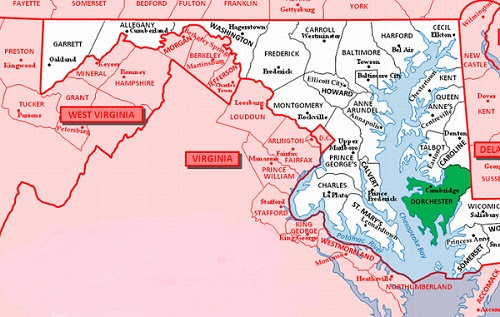 FAYETTE
SOMERSET
BEDFORD
FULTON
FRANKLIN
Gettysburg
YORK
Wilmington
ALLEGANY
Cumberland
GARRETT
Oakland
WASHINGTON
Hagerstown
CARROLL
Westminster
HARFORD
Bel Air
CECIL
Elkton
NEW
CASTLE
PRESTON
Kingwood
MORGAN
Berkeley Springs
BERKELEY
Martinsburg
JEFFERSON
Charles
Town
FREDERICK
Frederick
BALTIMORE
Towson
Baltimore City
Keyser
MINERAL
Romney
HAMPSHIRE
Ellicott City
HOWARD
Chestertown
KENT
Dover
KENT
TUCKER
Parsons
GRANT
Petersburg
WEST VIRGINIA
Leesburg
LOUDOUN
MONTGOMERY
Rockville
ANNE
ARUNDEL
Annapolis
QUEEN
ANNE'S
Centreville
Denton
CAROLINE
TALBOT
Easton
DELA
VIRGINIA
ARLINGTON
D.C.
Fairfax
FAIRFAX
Manassas
PRINCE
WILLIAM
Upper
Marlboro
PRINCE
GEORGE'S
CALVERT
Prince
Frederick
Georg
SUSSE
CHARLES
La Plata
Cambridge
DORCHESTER
WICOMICO
Salisbury
Stafford
STAFFORD
ST. MARY'S
Leonardtown
Chesapeake Bay
Potomac River
KING
GEORGE
King George
WESTMORELAND
Montross
Princess Anne
SOMERSET
WO
Sno
Heathsville
NORTHUMBERLAND
ACCOMACK
Accoma